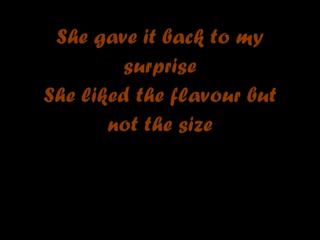 She gave it back to my
surprise
She liked the flavour but
not the size